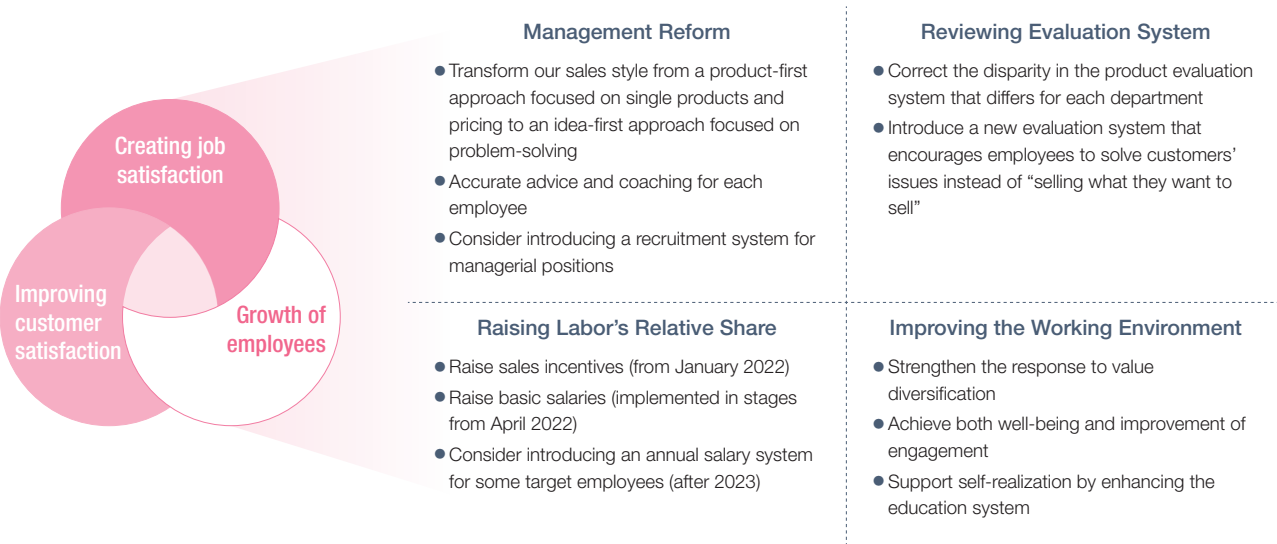 Creating job
satisfaction
Improving
customer
satisfaction
Growth of
employees
Management Reform
● Transform our sales style from a product-first
approach focused on single products and
pricing to an idea-first approach focused on
problem-solving
● Accurate advice and coaching for each
employee
● Consider introducing a recruitment system for
managerial positions
Reviewing Evaluation System
● Correct the disparity in the product evaluation
system that differs for each department
● Introduce a new evaluation system that
encourages employees to solve customers’
issues instead of “selling what they want to
sell”
Raising Labor’s Relative Share
● Raise sales incentives (from January 2022)
● Raise basic salaries (implemented in stages
from April 2022)
● Consider introducing an annual salary system
for some target employees (after 2023)
Improving the Working Environment
● Strengthen the response to value
diversification
● Achieve both well-being and improvement of
engagement
● Support self-realization by enhancing the
education system